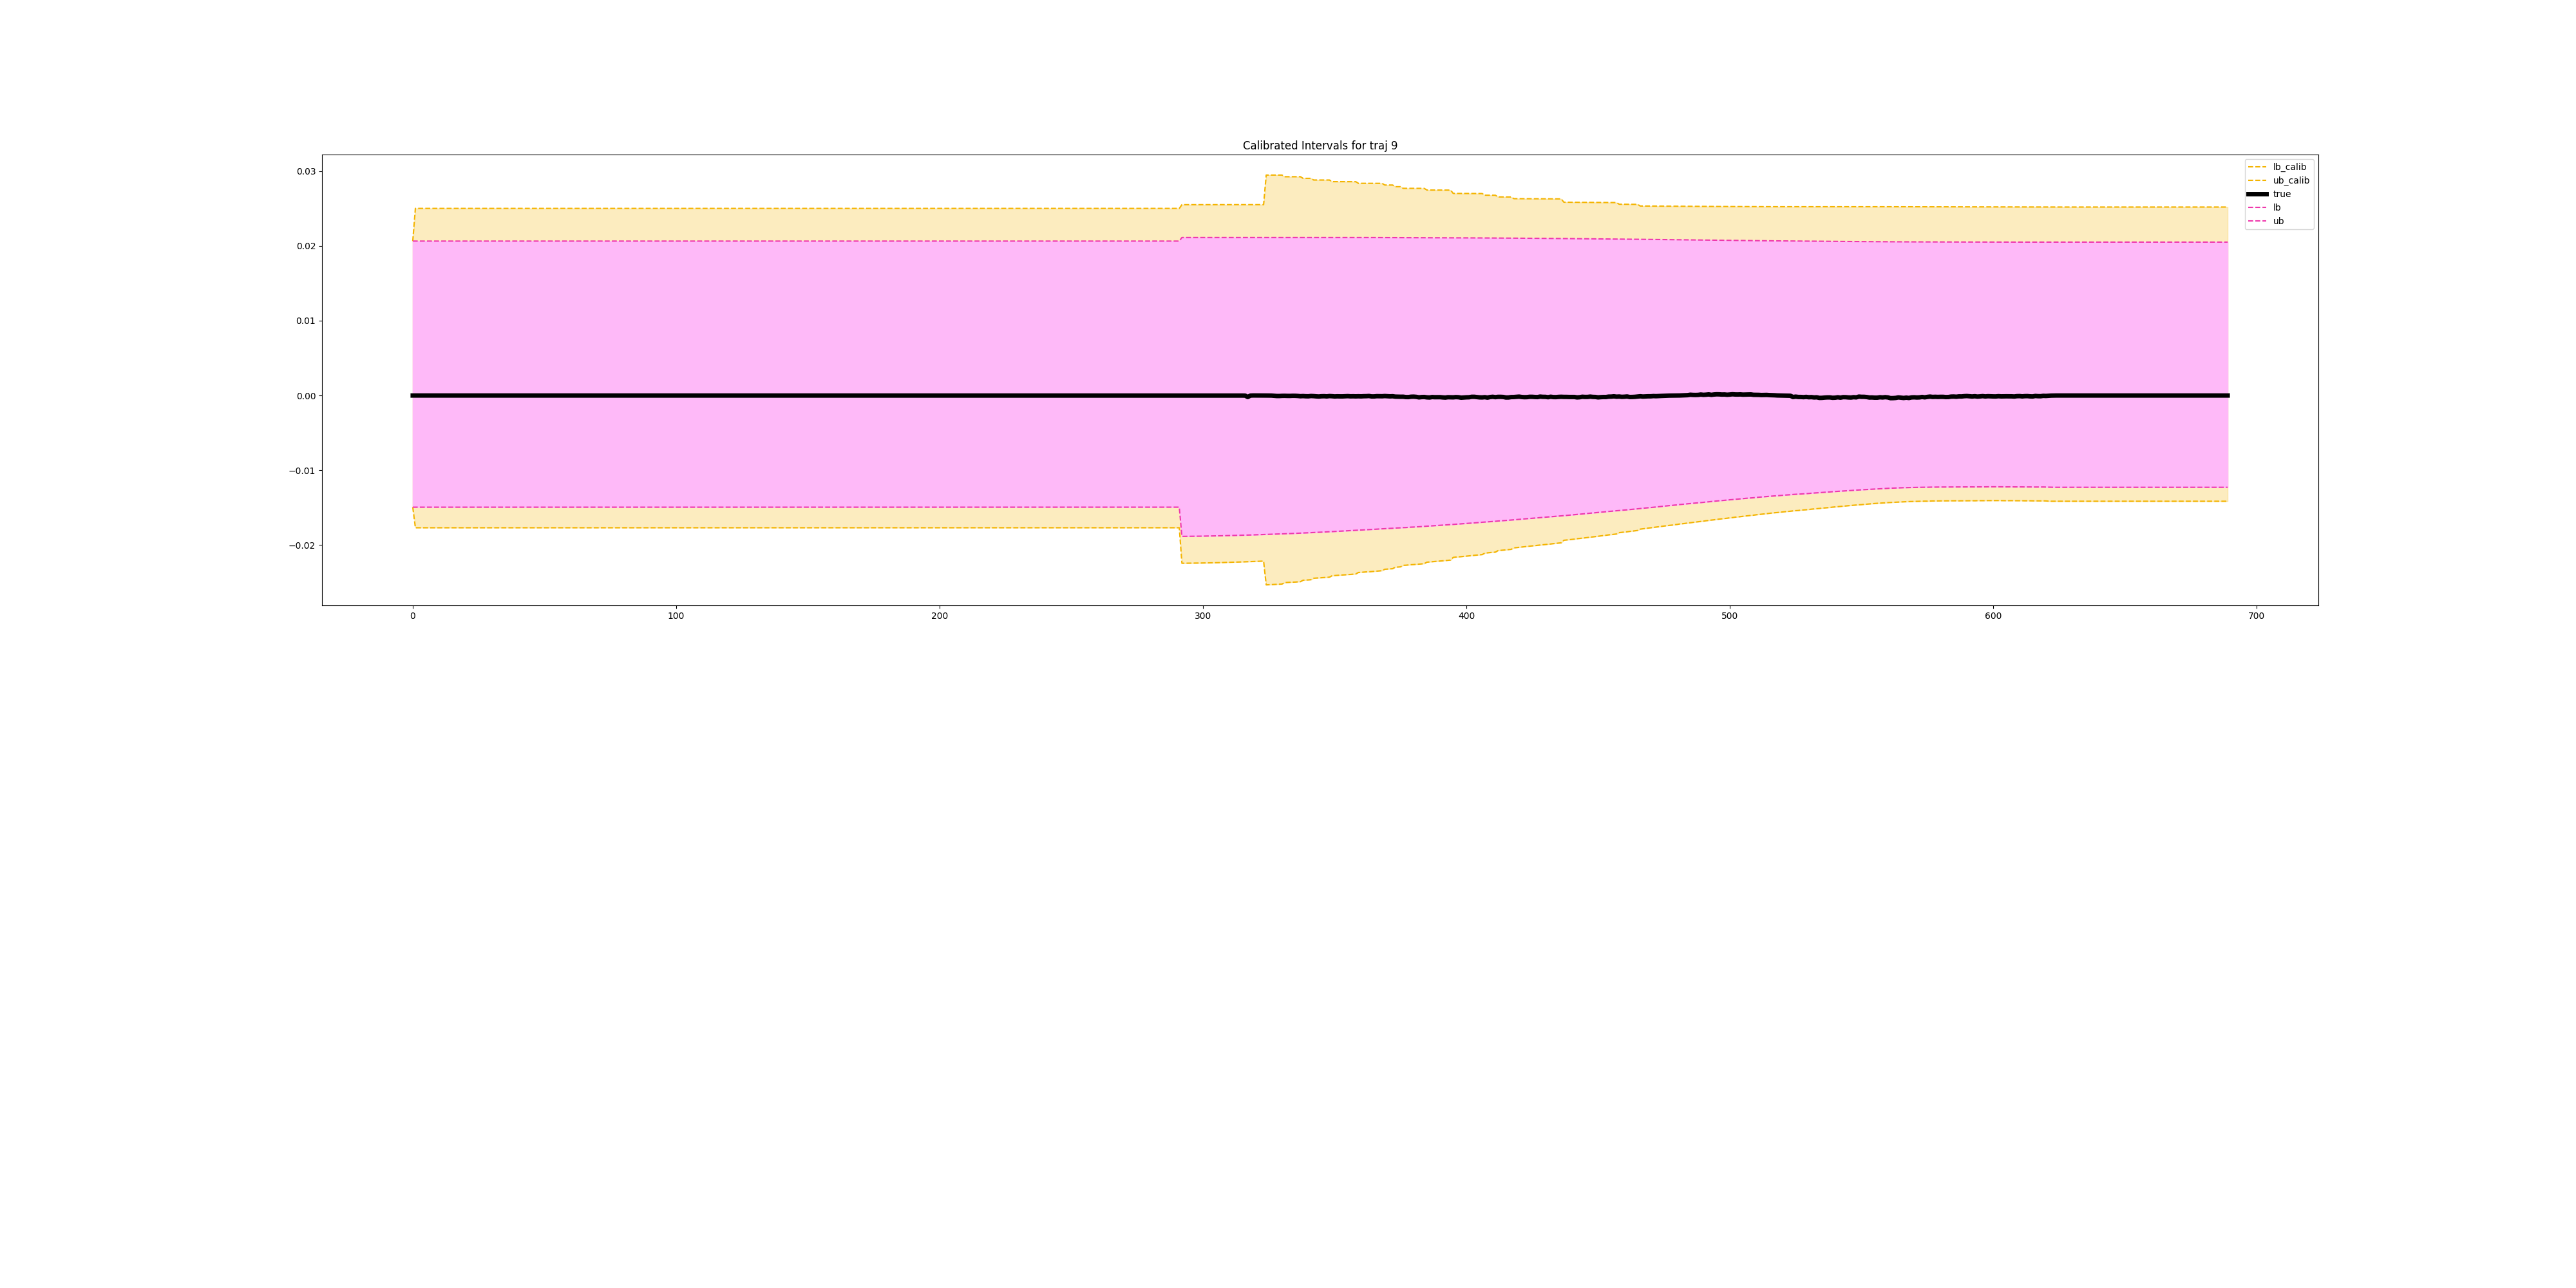 Calibrated Intervals for traj 9
0.03
0.02
0.01
0.00
−0.01
−0.02
0 100 200 300 400 500 600 700
lb_calib
ub_calib
true
lb
ub